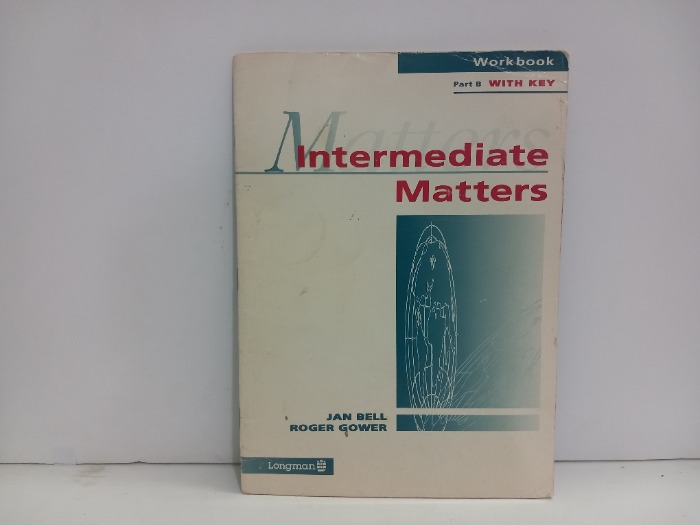 Workbook
Part B WITH KEY
Matters
Intermediate
Matters
JAN BELL
ROGER GOWER
Longman